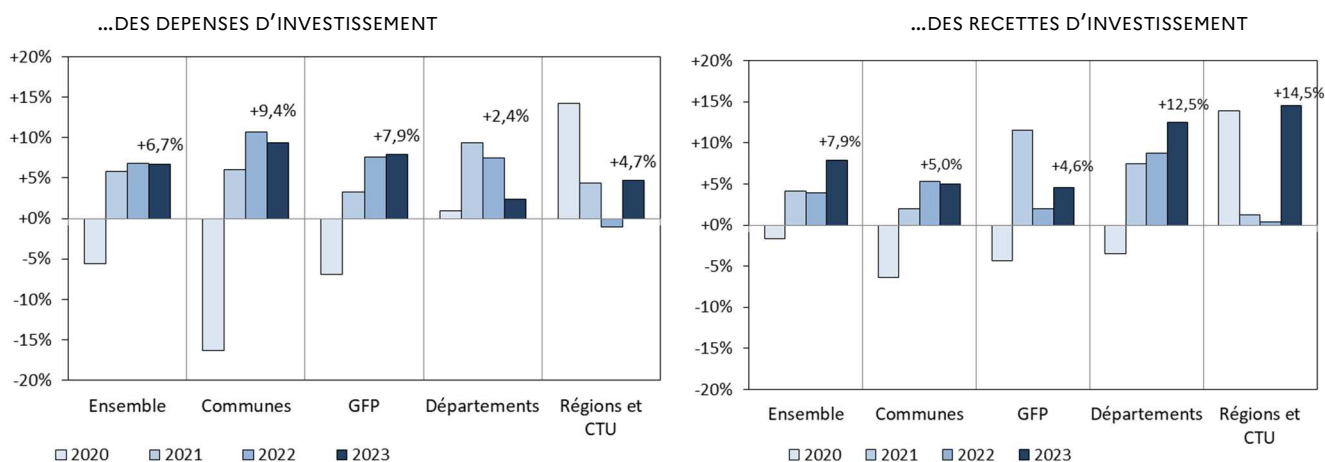 ...DES DEPENSES D'INVESTISSEMENT
+20%
+15%
+10%
+5%
+0%
-5%
-10%
-15%
-20%
+6,7%
+9,4%
+7,9%
+2,4%
+4,7%
Ensemble
Communes
GFP
Départements
Régions et
CTU
2020
2021
2022
2023
...DES RECETTES D'INVESTISSEMENT
+20%
+15%
+10%
+5%
+0%
-5%
-10%
-15%
-20%
+7,9%
+5,0%
+4,6%
+12,5%
+14,5%
Ensemble
Communes
GFP
Départements
Régions et
CTU
2020
2021
2022
2023